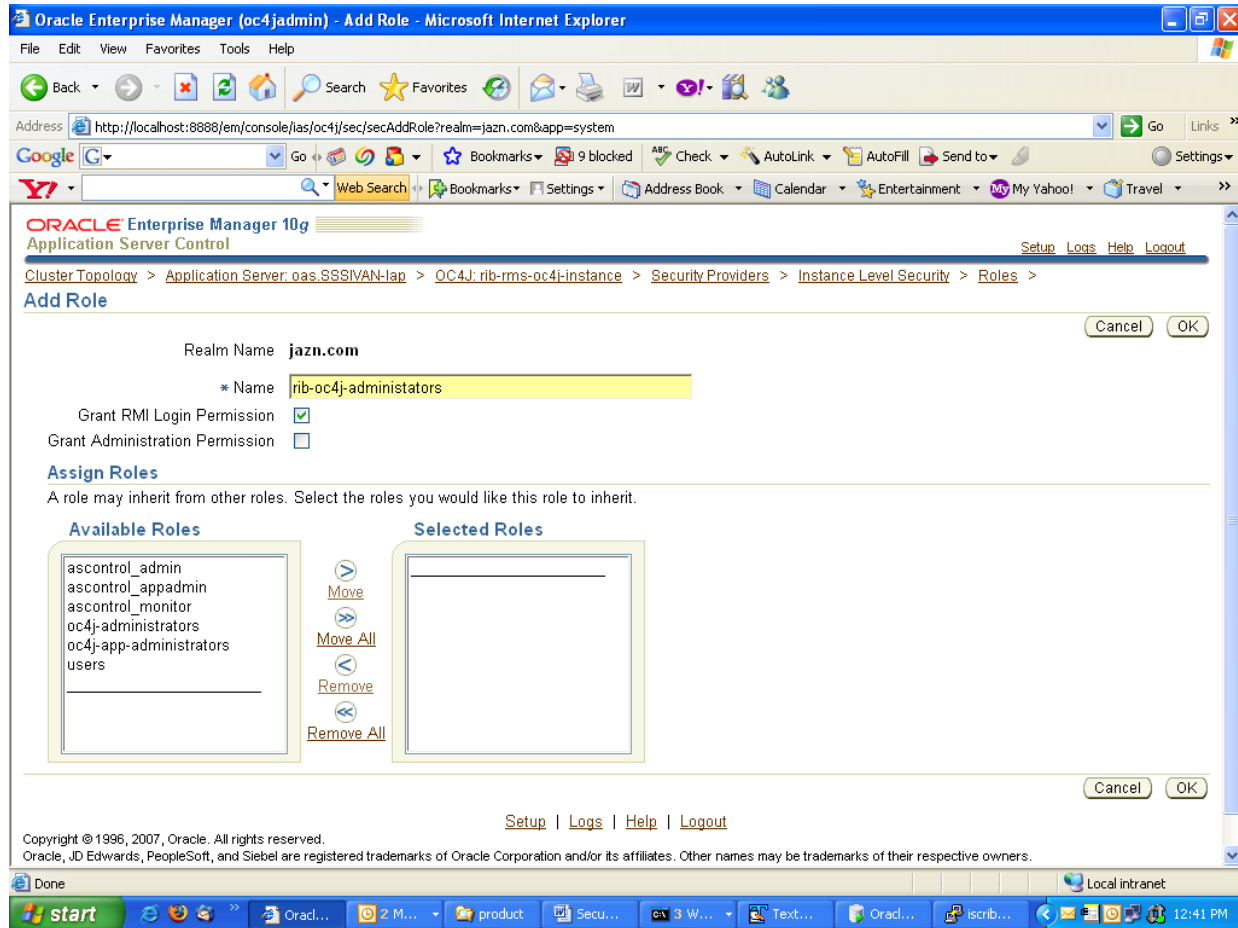 Oracle Enterprise Manager (oc4jadmin) - Add Role - Microsoft Internet Explorer
File Edit View Favorites Tools Help
Back Search Favorites
Address http://localhost:8888/em/console/ias/oc4j/sec/secAddRole?realm=jazn.com&app=system Go Links »
Google G Go Bookmarks 9 blocked ABC Check AutoLink AutoFill Send to Settings
Y! Web Search Bookmarks Settings Address Book Calendar Entertainment My My Yahoo! Travel »
ORACLE Enterprise Manager 10g
Application Server Control
Setup Logs Help Logout
Cluster Topology > Application Server: oas.SSSIVAN-lap > OC4J: rib-rms-oc4j-instance > Security Providers > Instance Level Security > Roles >
Add Role
Cancel OK
Realm Name jazn.com
* Name rib-oc4j-administators
Grant RMI Login Permission
Grant Administration Permission
Assign Roles
A role may inherit from other roles. Select the roles you would like this role to inherit.
Available Roles
Selected Roles
ascontrol_admin
ascontrol_appadmin
ascontrol_monitor
oc4j-administrators
oc4j-app-administrators
users
Move
Move All
Remove
Remove All
Cancel OK
Setup | Logs | Help | Logout
Copyright © 1996, 2007, Oracle. All rights reserved.
Oracle, JD Edwards, PeopleSoft, and Siebel are registered trademarks of Oracle Corporation and/or its affiliates. Other names may be trademarks of their respective owners.
Done Local intranet
start » Oracl... 2 M... product Secu... 3 W... Text... Oracl... iscrib... 12:41 PM